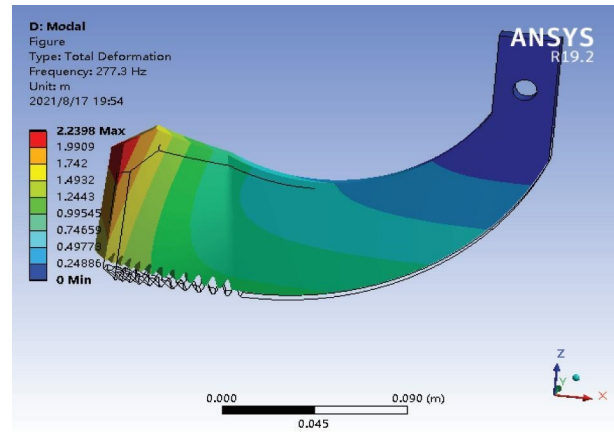 D: Modal
Figure
Type: Total Deformation
Frequency: 277.3 Hz
Unit: m
2021/8/17 19:54
ANSYS
R19.2
2.2398 Max
1.9909
1.742
1.4932
1.2443
0.99545
0.74659
0.49773
0.24886
0 Min
Z
Y
X
0.000
0.090 (m)
0.045